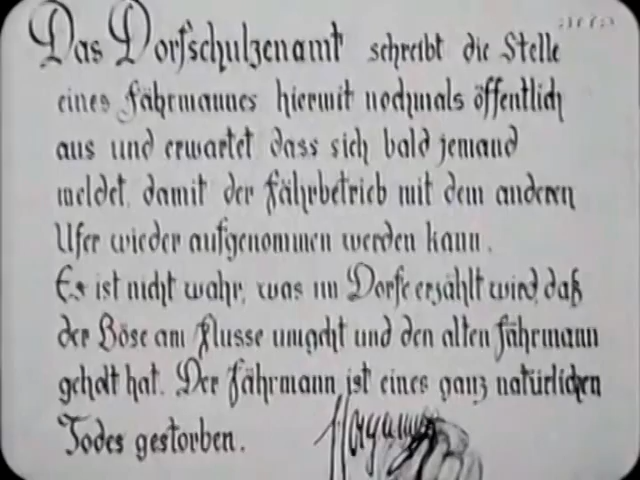 Das Dorfschulzenamt schreibt die Stelle
eines Fährmannes hiermit nochmals öffentlich
aus und erwartet dass sich bald jemand
meldet, damit der Fährbetrieb mit dem anderen
Ufer wieder aufgenommen werden kann.
Es ist nicht wahr, was im Dorfe erzählt wird, daß
der Böse am Flusse umgeht und den alten Fährmann
geholt hat. Der Fährmann ist eines ganz natürlichen
Todes gestorben.